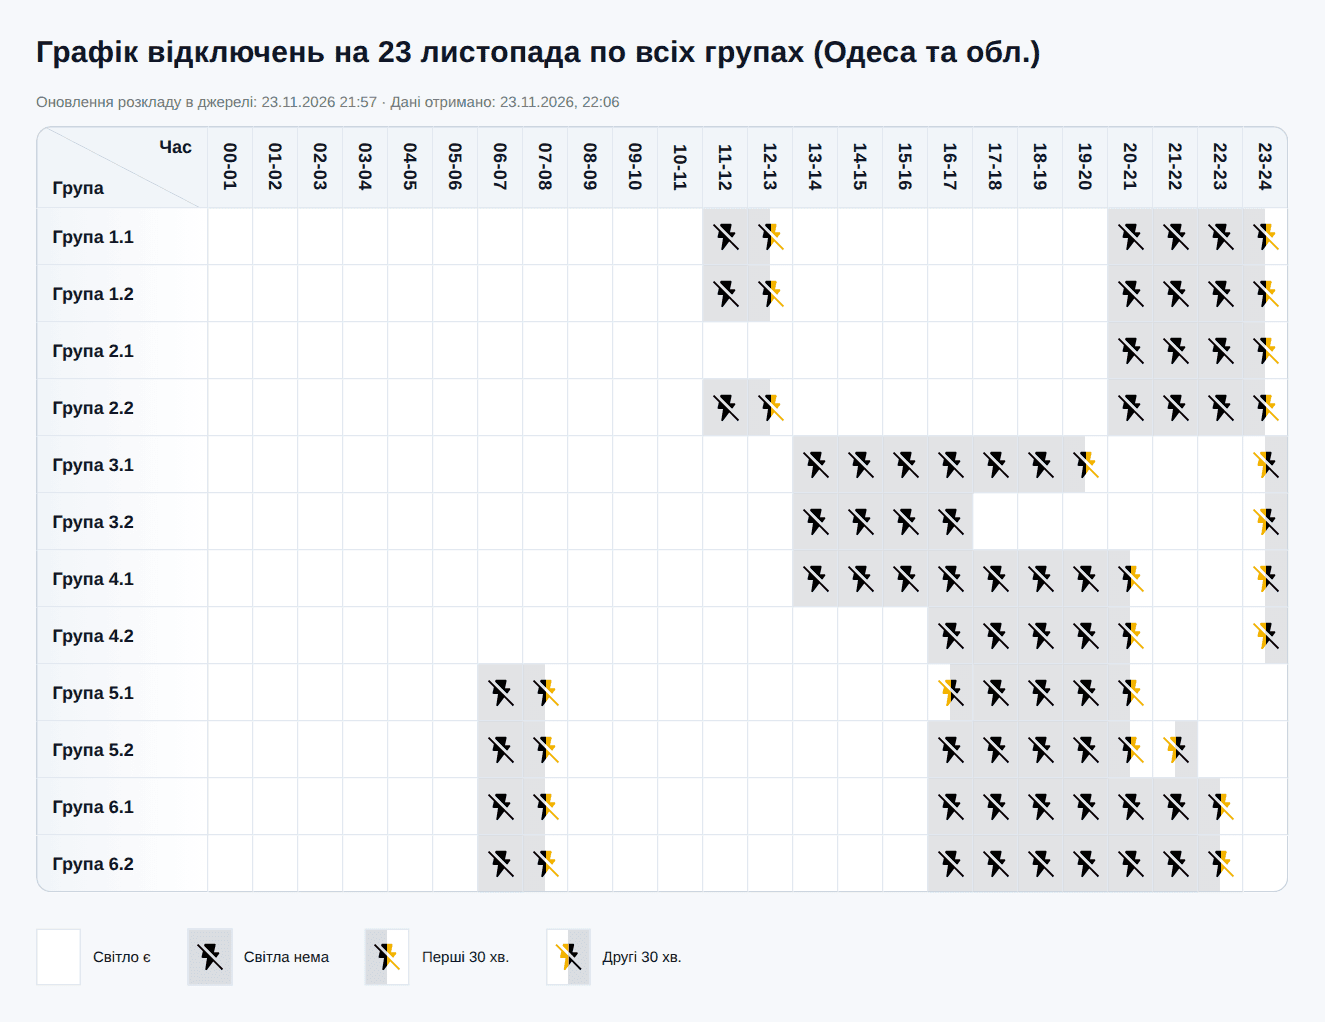 Графік відключень на 23 листопада по всіх групах (Одеса та обл.)
Оновлення розкладу в джерелі: 23.11.2026 21:57 · Дані отримано: 23.11.2026, 22:06
Час
Група
00-01 01-02 02-03 03-04 04-05 05-06 06-07 07-08 08-09 09-10 10-11 11-12 12-13 13-14 14-15 15-16 16-17 17-18 18-19 19-20 20-21 21-22 22-23 23-24
Група 1.1
Група 1.2
Група 2.1
Група 2.2
Група 3.1
Група 3.2
Група 4.1
Група 4.2
Група 5.1
Група 5.2
Група 6.1
Група 6.2
Світло є Світла нема Перші 30 хв. Другі 30 хв.